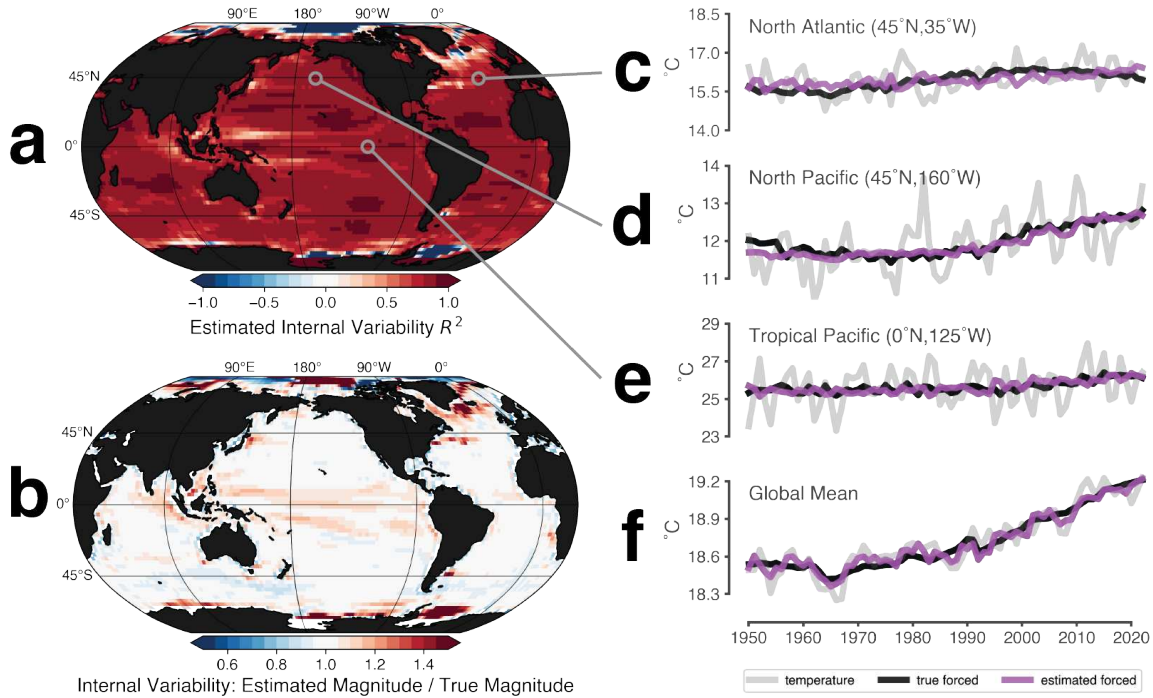 a
90°E 180° 90°W 0°
45°N
0°
45°S
−1.0 −0.5 0.0 0.5 1.0
Estimated Internal Variability R²
b
90°E 180° 90°W 0°
45°N
0°
45°S
0.6 0.8 1.0 1.2 1.4
Internal Variability: Estimated Magnitude / True Magnitude
c
North Atlantic (45°N,35°W)
°C
18.5
17.0
15.5
14.0
d
North Pacific (45°N,160°W)
°C
14
13
12
11
e
Tropical Pacific (0°N,125°W)
°C
29
27
25
23
f
Global Mean
°C
19.2
18.9
18.6
18.3
1950 1960 1970 1980 1990 2000 2010 2020
temperature true forced estimated forced